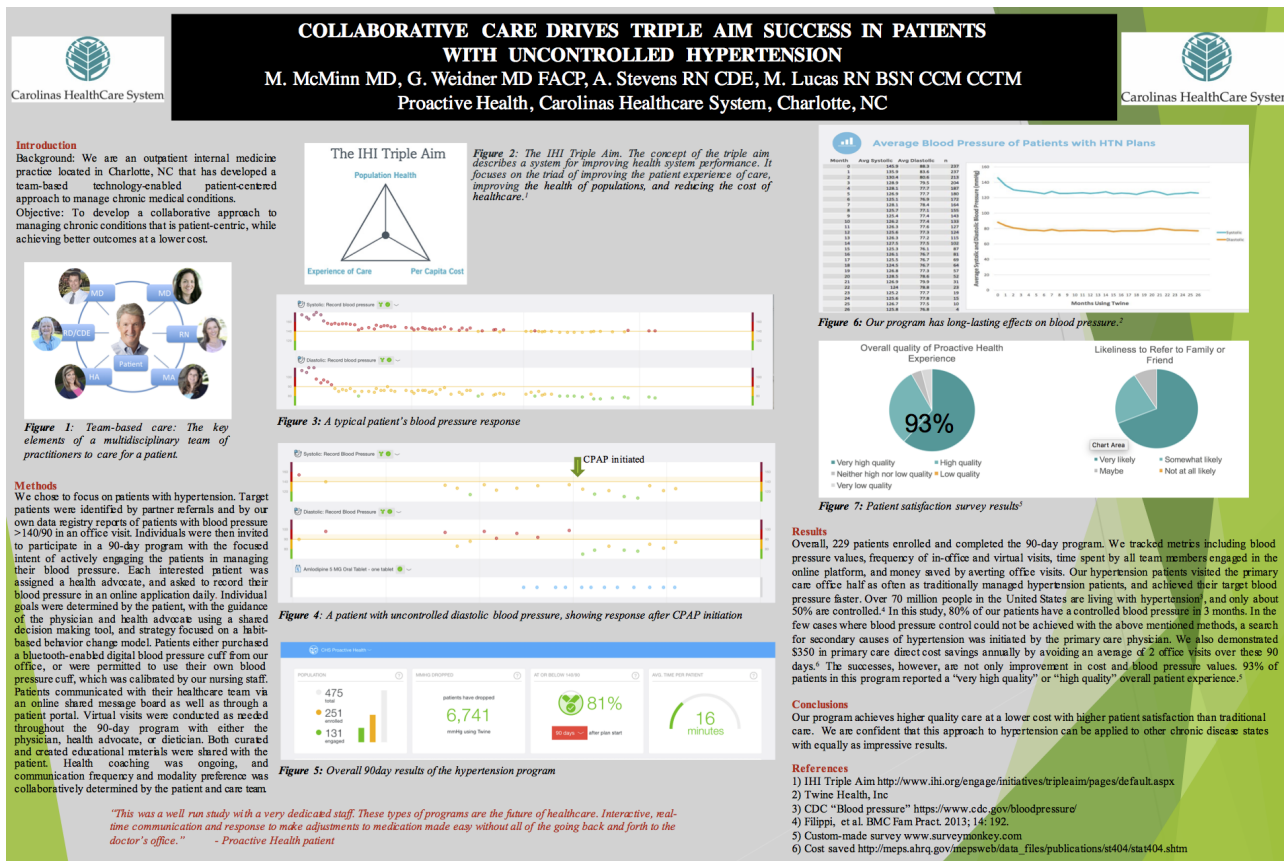 COLLABORATIVE CARE DRIVES TRIPLE AIM SUCCESS IN PATIENTS
WITH UNCONTROLLED HYPERTENSION
M. McMinn MD, G. Weidner MD FACP, A. Stevens RN CDE, M. Lucas RN BSN CCM CCTM
Proactive Health, Carolinas Healthcare System, Charlotte, NC
Carolinas HealthCare System
Carolinas HealthCare System
Introduction
Background: We are an outpatient internal medicine
practice located in Charlotte, NC that has developed a
team-based technology-enabled patient-centered
approach to manage chronic medical conditions.
Objective: To develop a collaborative approach to
managing chronic conditions that is patient-centric, while
achieving better outcomes at a lower cost.
MD
MD
RD/CDE
RN
Patient
HA
MA
Figure 1: Team-based care: The key
elements of a multidisciplinary team of
practitioners to care for a patient.
Methods
We chose to focus on patients with hypertension. Target
patients were identified by partner referrals and by our
own data registry reports of patients with blood pressure
>140/90 in an office visit. Individuals were then invited
to participate in a 90-day program with the focused
intent of actively engaging the patients in managing
their blood pressure. Each interested patient was
assigned a health advocate, and asked to record their
blood pressure in an online application daily. Individual
goals were determined by the patient, with the guidance
of the physician and health advocate using a shared
decision making tool, and strategy focused on a habit-
based behavior change model. Patients either purchased
a bluetooth-enabled digital blood pressure cuff from our
office, or were permitted to use their own blood
pressure cuff, which was calibrated by our nursing staff.
Patients communicated with their healthcare team via
an online shared message board as well as through a
patient portal. Virtual visits were conducted as needed
throughout the 90-day program with either the
physician, health advocate, or dietician. Both curated
and created educational materials were shared with the
patient. Health coaching was ongoing, and
communication frequency and modality preference was
collaboratively determined by the patient and care team.
The IHI Triple Aim
Population Health
Experience of Care
Per Capita Cost
Figure 2: The IHI Triple Aim. The concept of the triple aim
describes a system for improving health system performance. It
focuses on the triad of improving the patient experience of care,
improving the health of populations, and reducing the cost of
healthcare.1
Systolic: Record blood pressure
Diastolic: Record blood pressure
Figure 3: A typical patient's blood pressure response
CPAP initiated
Systolic: Record Blood Pressure
Diastolic: Record Blood Pressure
Amlodipine 5 MG Oral Tablet - one tablet
Figure 4: A patient with uncontrolled diastolic blood pressure, showing response after CPAP initiation
CHS Proactive Health
POPULATION
475
total
251
enrolled
131
engaged
MMHG DROPPED
patients have dropped
6,741
mmHg using Twine
AT OR BELOW 140/90
81%
90 days
after plan start
AVG. TIME PER PATIENT
16
minutes
Figure 5: Overall 90day results of the hypertension program
"This was a well run study with a very dedicated staff. These types of programs are the future of healthcare. Interactive, real-
time communication and response to make adjustments to medication made easy without all of the going back and forth to the
doctor's office." - Proactive Health patient
Average Blood Pressure of Patients with HTN Plans
Month Avg Systolic Avg Diastolic n
Average Systolic and Diastolic Blood Pressure (mmHg)
160
140
120
100
80
60
40
20
0
0 1 2 3 4 5 6 7 8 9 10 11 12 13 14 15 16 17 18 19 20 21 22 23 24 25 26
Months Using Twine
Systolic
Diastolic
Figure 6: Our program has long-lasting effects on blood pressure.2
Overall quality of Proactive Health
Experience
93%
Very high quality
High quality
Neither high nor low quality
Low quality
Very low quality
Likeliness to Refer to Family or
Friend
Chart Area
Very likely
Somewhat likely
Maybe
Not at all likely
Figure 7: Patient satisfaction survey results5
Results
Overall, 229 patients enrolled and completed the 90-day program. We tracked metrics including blood
pressure values, frequency of in-office and virtual visits, time spent by all team members engaged in the
online platform, and money saved by averting office visits. Our hypertension patients visited the primary
care office half as often as traditionally managed hypertension patients, and achieved their target blood
pressure faster. Over 70 million people in the United States are living with hypertension3, and only about
50% are controlled.4 In this study, 80% of our patients have a controlled blood pressure in 3 months. In the
few cases where blood pressure control could not be achieved with the above mentioned methods, a search
for secondary causes of hypertension was initiated by the primary care physician. We also demonstrated
$350 in primary care direct cost savings annually by avoiding an average of 2 office visits over these 90
days.6 The successes, however, are not only improvement in cost and blood pressure values. 93% of
patients in this program reported a "very high quality" or "high quality" overall patient experience.5
Conclusions
Our program achieves higher quality care at a lower cost with higher patient satisfaction than traditional
care. We are confident that this approach to hypertension can be applied to other chronic disease states
with equally as impressive results.
References
1) IHI Triple Aim http://www.ihi.org/engage/initiatives/tripleaim/pages/default.aspx
2) Twine Health, Inc
3) CDC "Blood pressure" https://www.cdc.gov/bloodpressure/
4) Filippi, et al. BMC Fam Pract. 2013; 14: 192.
5) Custom-made survey www.surveymonkey.com
6) Cost saved http://meps.ahrq.gov/mepsweb/data_files/publications/st404/stat404.shtm